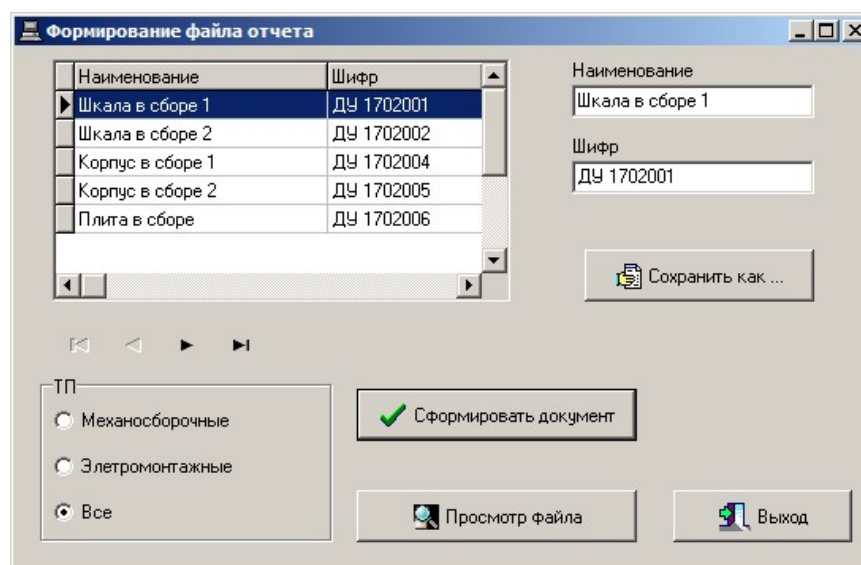 Формирование файла отчета
Наименование Шифр
Шкала в сборе 1 ДУ 1702001
Шкала в сборе 2 ДУ 1702002
Корпус в сборе 1 ДУ 1702004
Корпус в сборе 2 ДУ 1702005
Плита в сборе ДУ 1702006
Наименование
Шкала в сборе 1
Шифр
ДУ 1702001
Сохранить как ...
ТП
Механосборочные
Элетромонтажные
Все
Сформировать документ
Просмотр файла
Выход